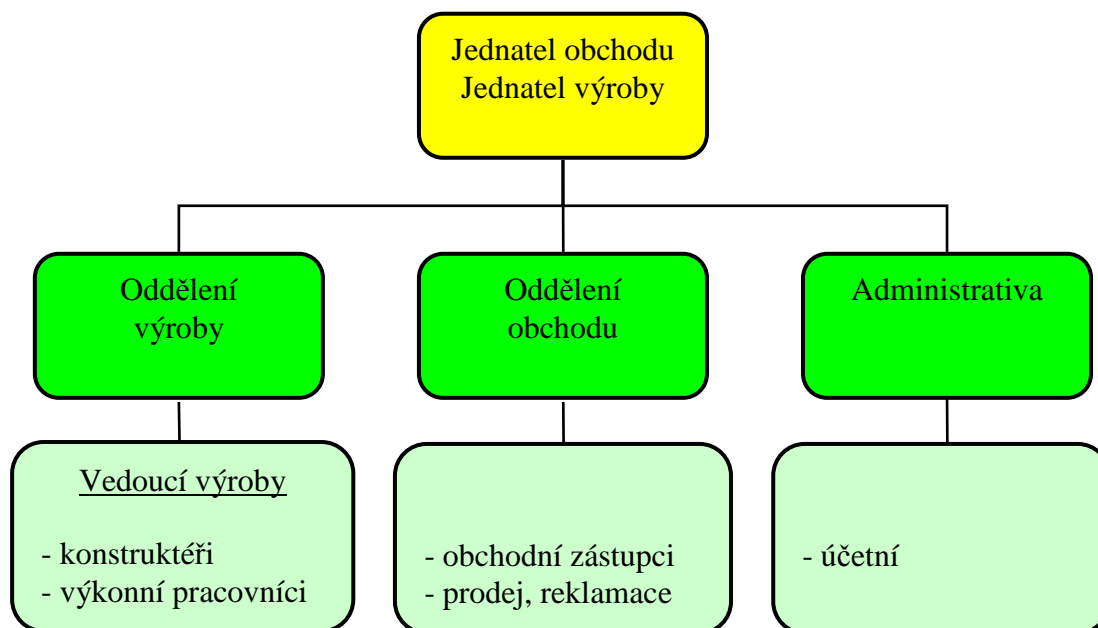 Jednatel obchodu
Jednatel výroby
Oddělení
výroby
Oddělení
obchodu
Administrativa
Vedoucí výroby
- konstruktéři
- výkonní pracovníci
- obchodní zástupci
- prodej, reklamace
- účetní